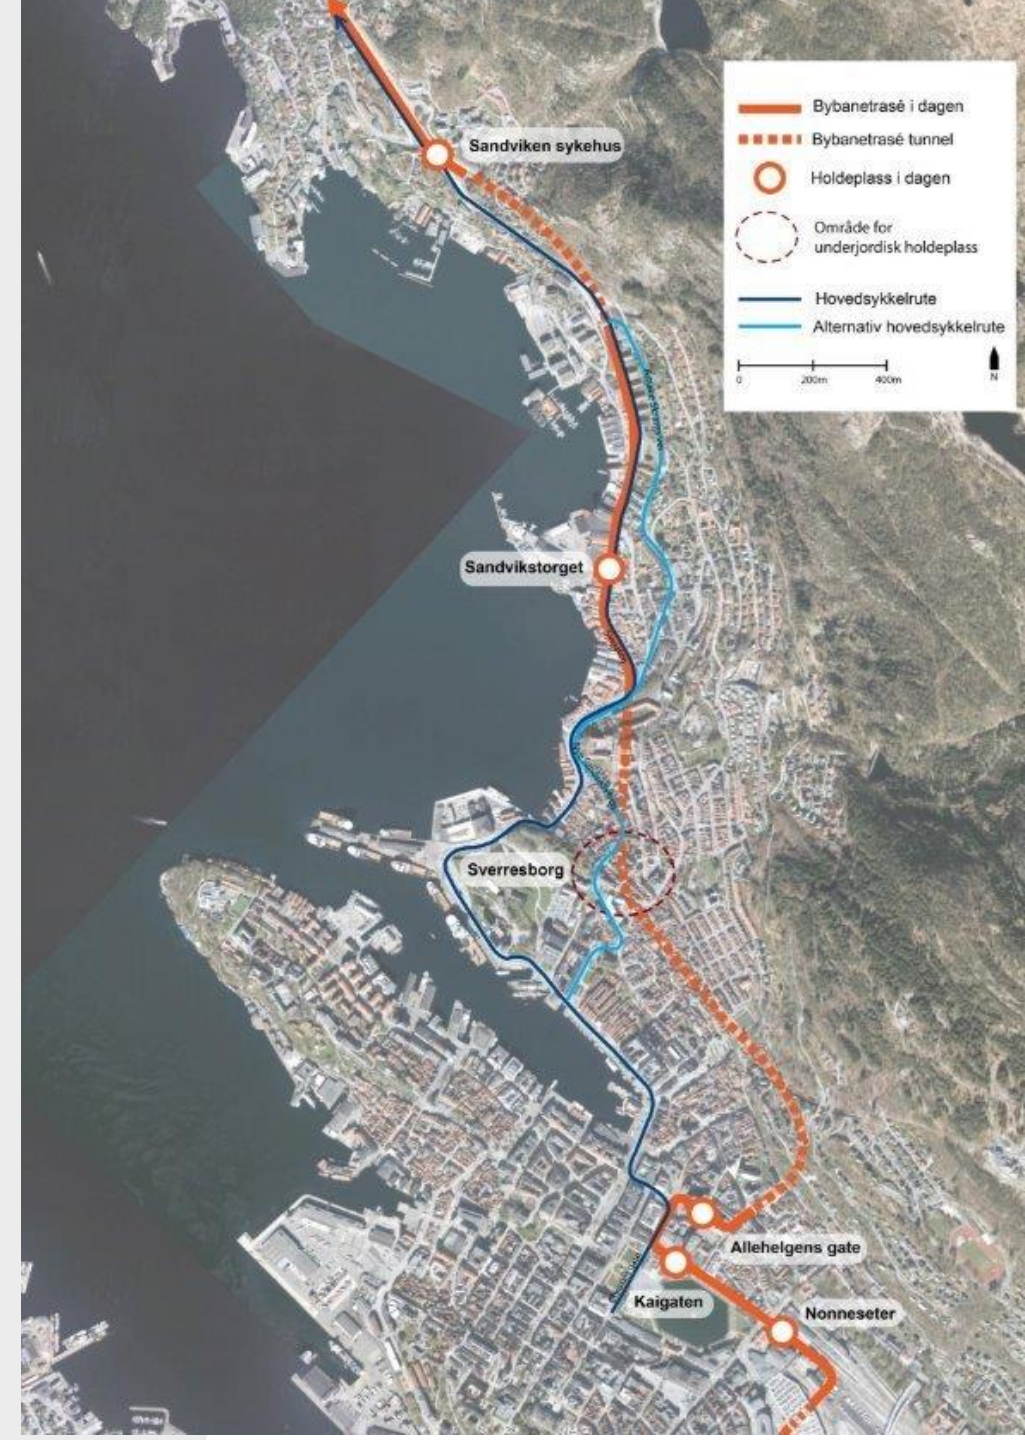 Sandviken sykehus
Bybanetrasé i dagen
Bybanetrasé tunnel
Holdeplass i dagen
Område for
underjordisk holdeplass
Hovedsykkelrute
Alternativ hovedsykkelrute
0 200m 400m
N
Sandvikstorget
Sverresborg
Allehelgens gate
Kaigaten
Nonneseter